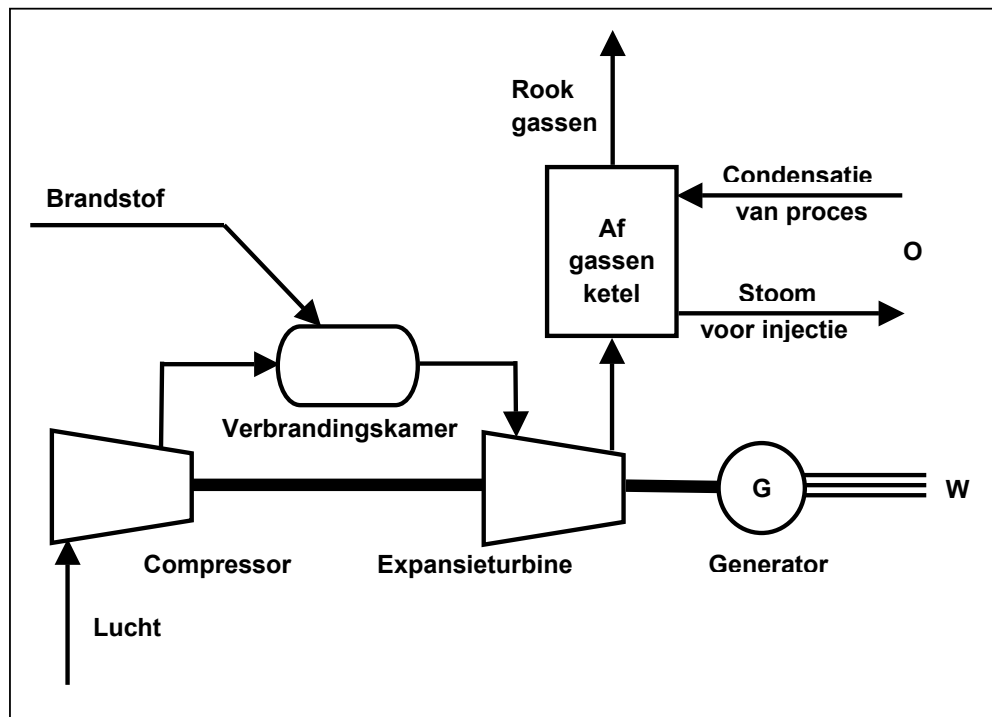 Rook
gassen
Brandstof
Condensatie
van proces
Af
gassen
ketel
O
Stoom
voor injectie
Verbrandingskamer
G
W
Compressor
Expansieturbine
Generator
Lucht